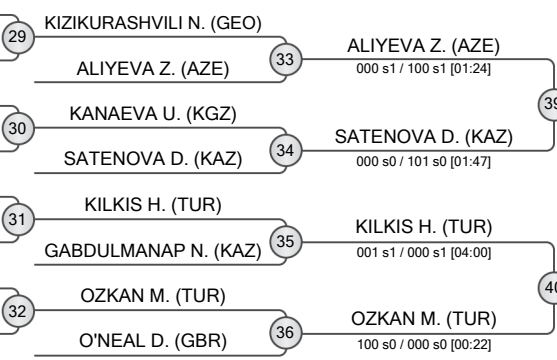 29
KIZIKURASHVILI N. (GEO)
33
ALIYEVA Z. (AZE)
ALIYEVA Z. (AZE)
000 s1 / 100 s1 [01:24]
39
30
KANAEVA U. (KGZ)
34
SATENOVA D. (KAZ)
SATENOVA D. (KAZ)
000 s0 / 101 s0 [01:47]
31
KILKIS H. (TUR)
35
GABDULMANAP N. (KAZ)
KILKIS H. (TUR)
001 s1 / 000 s1 [04:00]
40
32
OZKAN M. (TUR)
36
O'NEAL D. (GBR)
OZKAN M. (TUR)
100 s0 / 000 s0 [00:22]